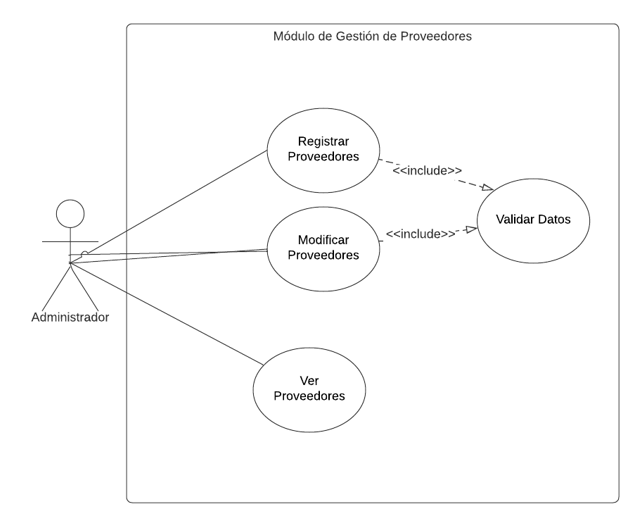 Módulo de Gestión de Proveedores
Registrar
Proveedores
<<include>>
Validar Datos
Modificar
Proveedores
<<include>>
Administrador
Ver
Proveedores